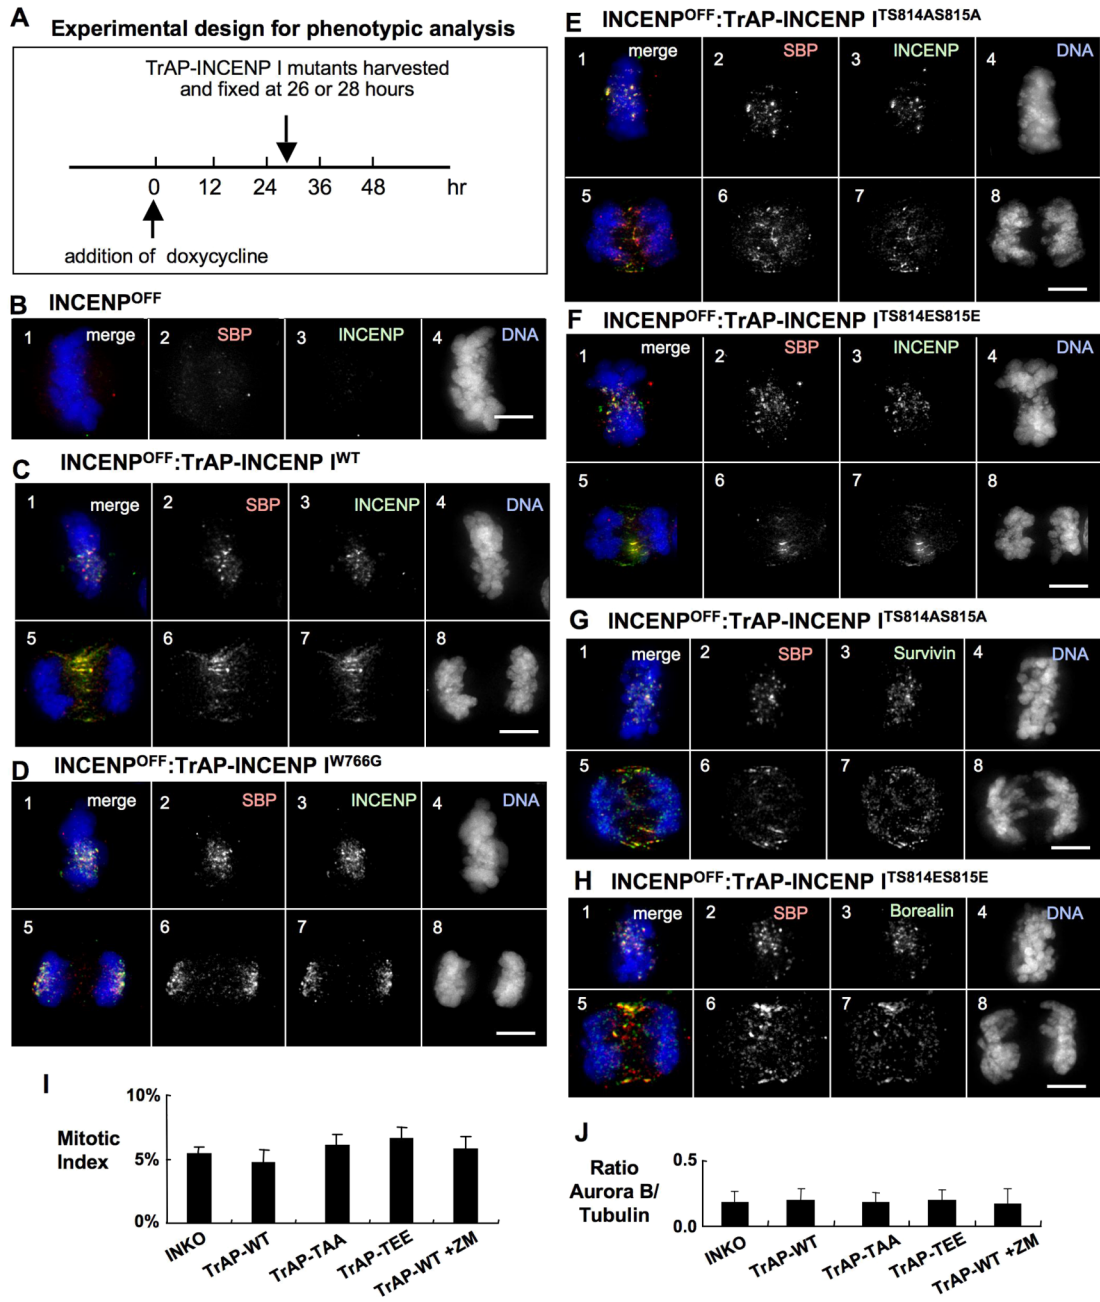 A
Experimental design for phenotypic analysis
TrAP-INCENP I mutants harvested
and fixed at 26 or 28 hours
0 12 24 36 48 hr
addition of doxycycline
B INCENPOFF
1 merge 2 SBP 3 INCENP 4 DNA
C INCENPOFF:TrAP-INCENP IWT
1 merge 2 SBP 3 INCENP 4 DNA
5 6 7 8
D INCENPOFF:TrAP-INCENP IW766G
1 merge 2 SBP 3 INCENP 4 DNA
5 6 7 8
E INCENPOFF:TrAP-INCENP ITS814AS815A
1 merge 2 SBP 3 INCENP 4 DNA
5 6 7 8
F INCENPOFF:TrAP-INCENP ITS814ES815E
1 merge 2 SBP 3 INCENP 4 DNA
5 6 7 8
G INCENPOFF:TrAP-INCENP ITS814AS815A
1 merge 2 SBP 3 Survivin 4 DNA
5 6 7 8
H INCENPOFF:TrAP-INCENP ITS814ES815E
1 merge 2 SBP 3 Borealin 4 DNA
5 6 7 8
I
Mitotic
Index
10%
5%
0%
INKO TrAP-WT TrAP-TAA TrAP-TEE TrAP-WT +ZM
J
Ratio
Aurora B/
Tubulin
0.5
0.0
INKO TrAP-WT TrAP-TAA TrAP-TEE TrAP-WT +ZM